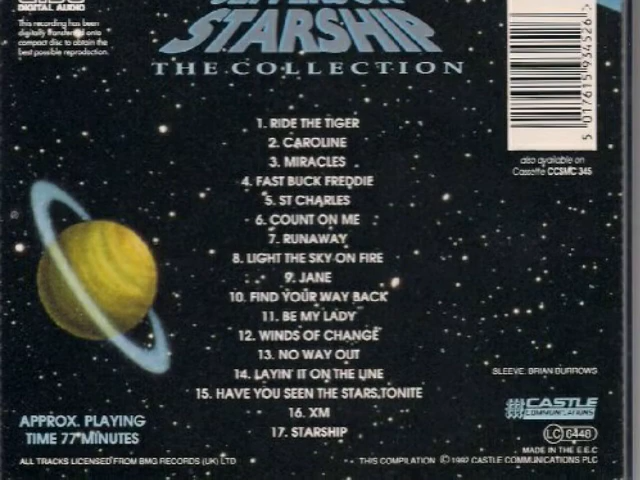 DIGITAL AUDIO
This recording has been
digitally transferred onto
compact disc to obtain the
best possible reproduction.
JEFFERSON
STARSHIP
THE COLLECTION
5 017615 934526
also available on
Cassette CCSMC 345
1. RIDE THE TIGER
2. CAROLINE
3. MIRACLES
4. FAST BUCK FREDDIE
5. ST CHARLES
6. COUNT ON ME
7. RUNAWAY
8. LIGHT THE SKY ON FIRE
9. JANE
10. FIND YOUR WAY BACK
11. BE MY LADY
12. WINDS OF CHANGE
13. NO WAY OUT
14. LAYIN' IT ON THE LINE
15. HAVE YOU SEEN THE STARS TONITE
16. XM
17. STARSHIP
APPROX. PLAYING
TIME 77 MINUTES
SLEEVE: BRIAN BURROWS
CASTLE
COMMUNICATIONS
LC 6448
MADE IN THE E.E.C
ALL TRACKS LICENSED FROM BMG RECORDS (UK) LTD
THIS COMPILATION © 1992 CASTLE COMMUNICATIONS PLC